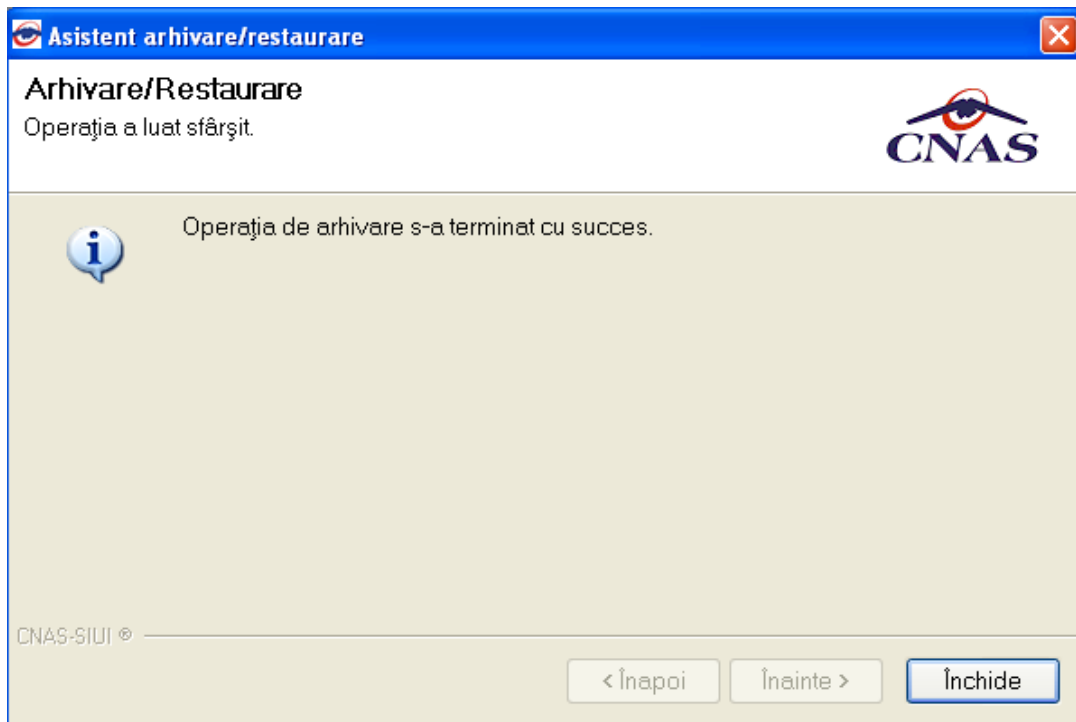 Asistent arhivare/restaurare
Arhivare/Restaurare
Operaţia a luat sfârşit.
CNAS
Operaţia de arhivare s-a terminat cu succes.
CNAS-SIUI ®
< Înapoi
Înainte >
Închide